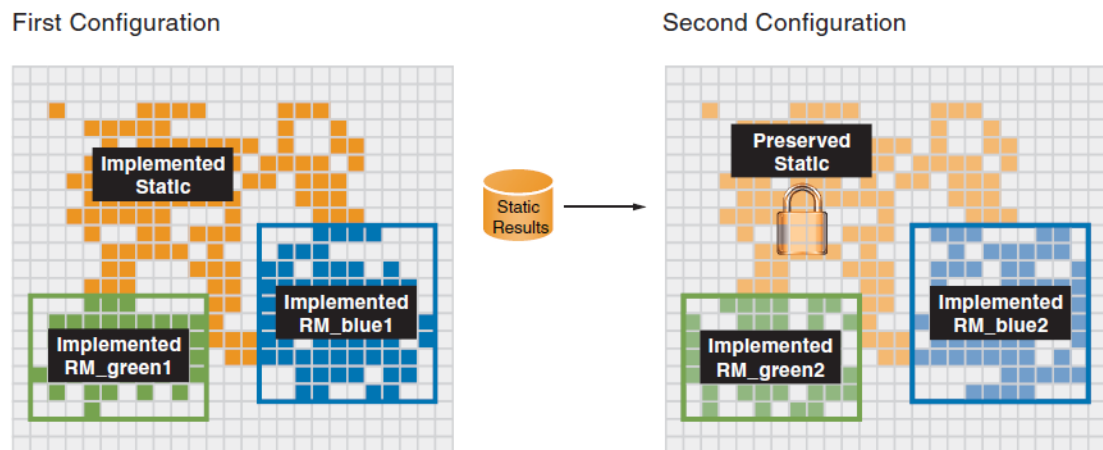 First Configuration
Second Configuration
Implemented
Static
Preserved
Static
Static
Results
Implemented
RM_blue1
Implemented
RM_green1
Implemented
RM_blue2
Implemented
RM_green2